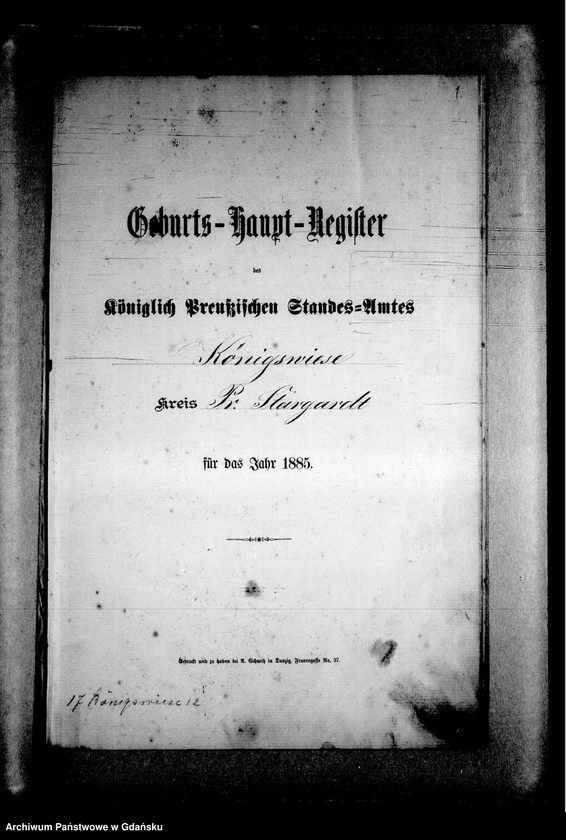 1
Geburts-Haupt-Register
des
Königlich Preußischen Standes-Amtes
Königswiese
Kreis Pr. Stargardt
für das Jahr 1885.
Gedruckt und zu haben bei A. Schroth in Danzig, Frauengasse No. 37.
17 Königswiese 12
Archiwum Państwowe w Gdańsku